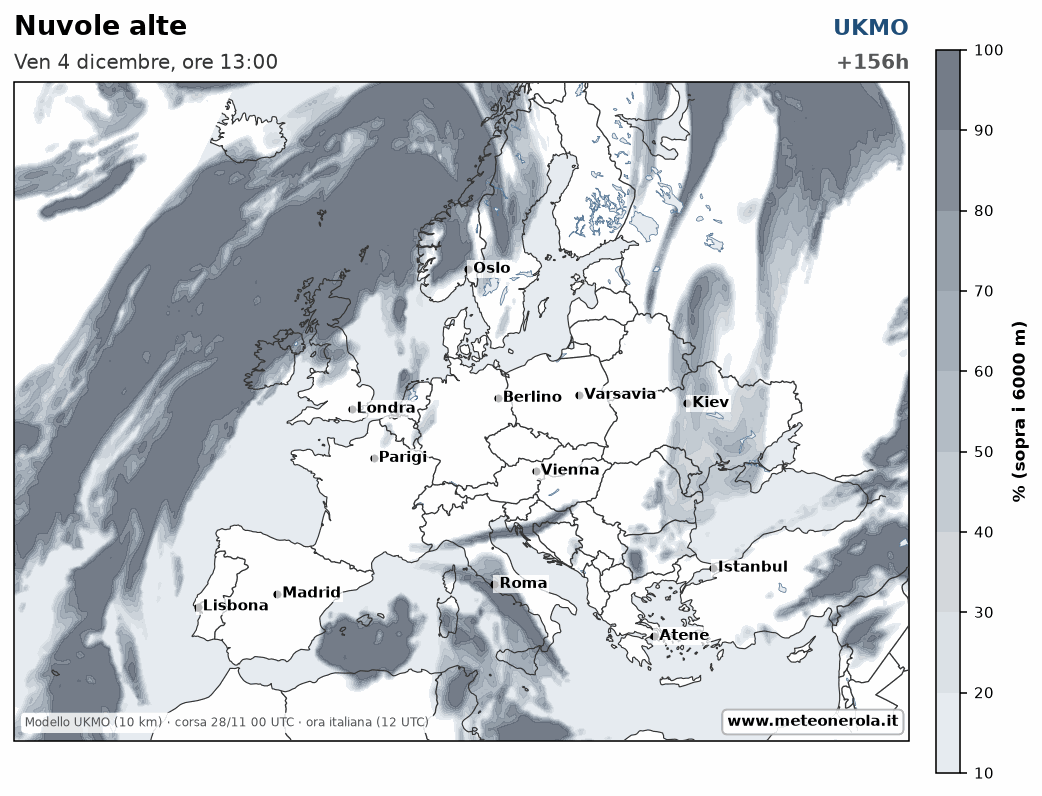 Nuvole alte
UKMO
Ven 4 dicembre, ore 13:00
+156h
100
90
80
70
60
50
40
30
20
10
% (sopra i 6000 m)
Oslo
Londra
Berlino
Varsavia
Kiev
Parigi
Vienna
Istanbul
Roma
Madrid
Lisbona
Atene
Modello UKMO (10 km) · corsa 28/11 00 UTC · ora italiana (12 UTC)
www.meteonerola.it